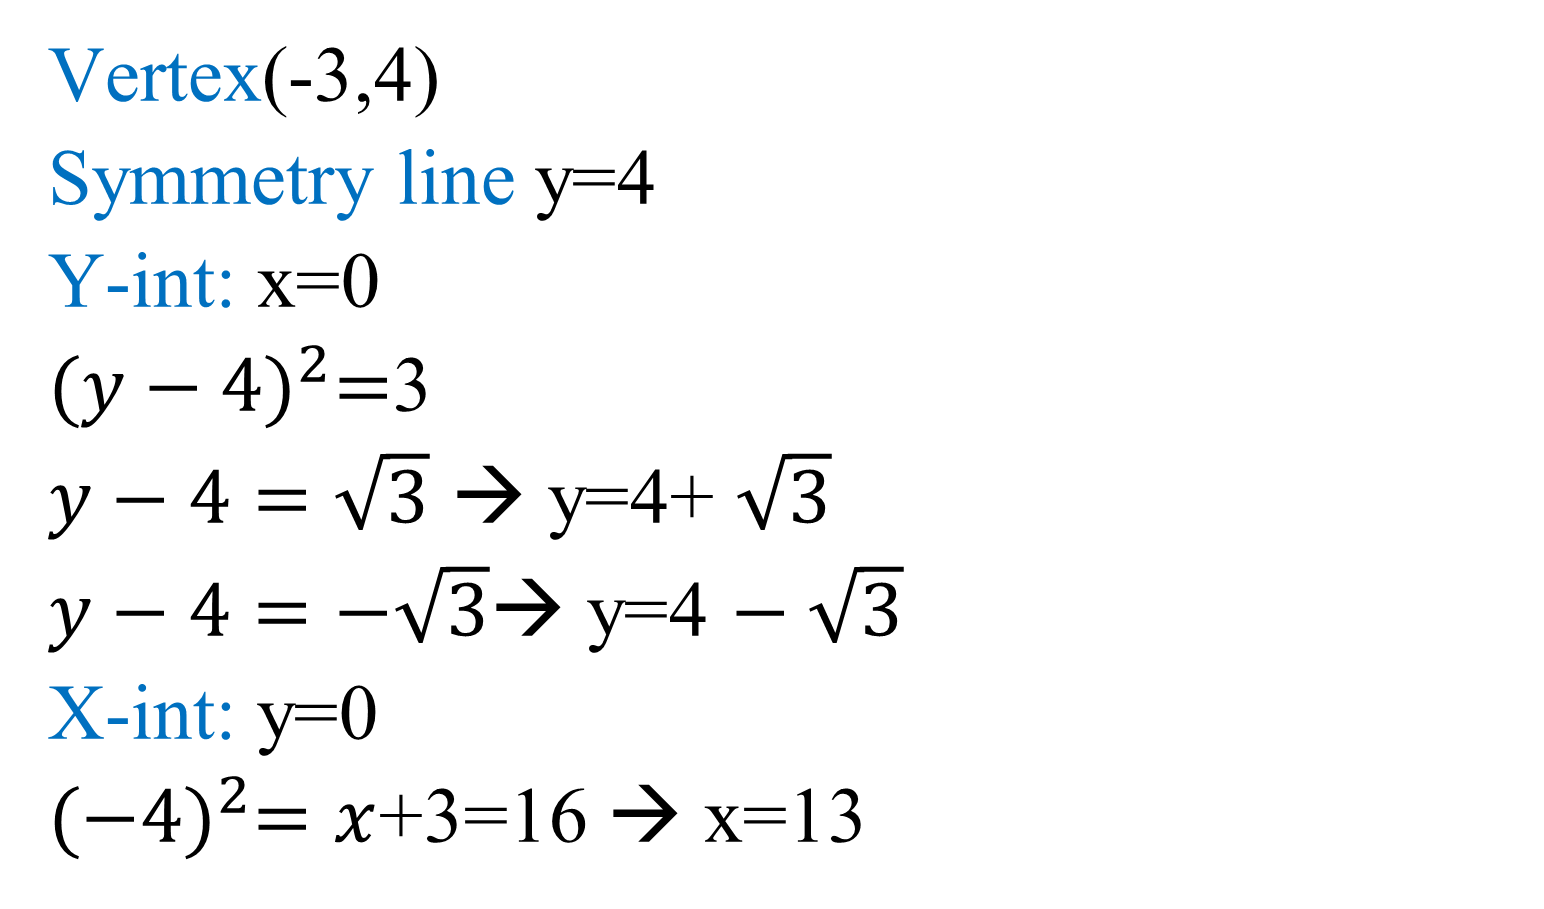 Vertex(-3,4)
Symmetry line y=4
Y-int: x=0
(y − 4)²=3
y − 4 = √3 → y=4+ √3
y − 4 = −√3→ y=4 − √3
X-int: y=0
(−4)²= x+3=16 → x=13